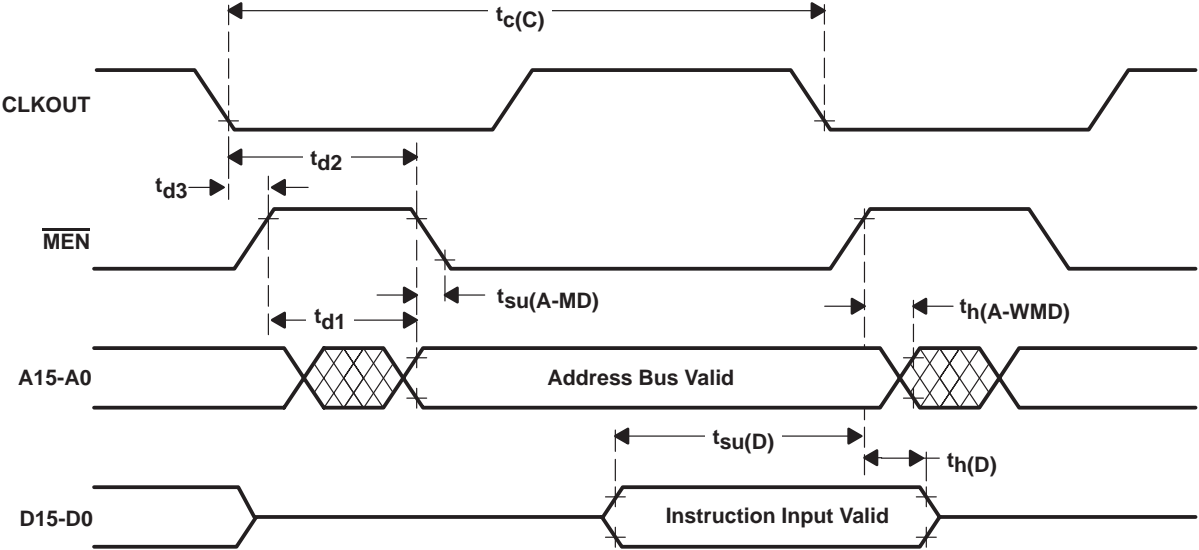 tc(C)
CLKOUT
td2
td3
MEN
tsu(A-MD)
td1
th(A-WMD)
A15-A0
Address Bus Valid
tsu(D)
th(D)
D15-D0
Instruction Input Valid